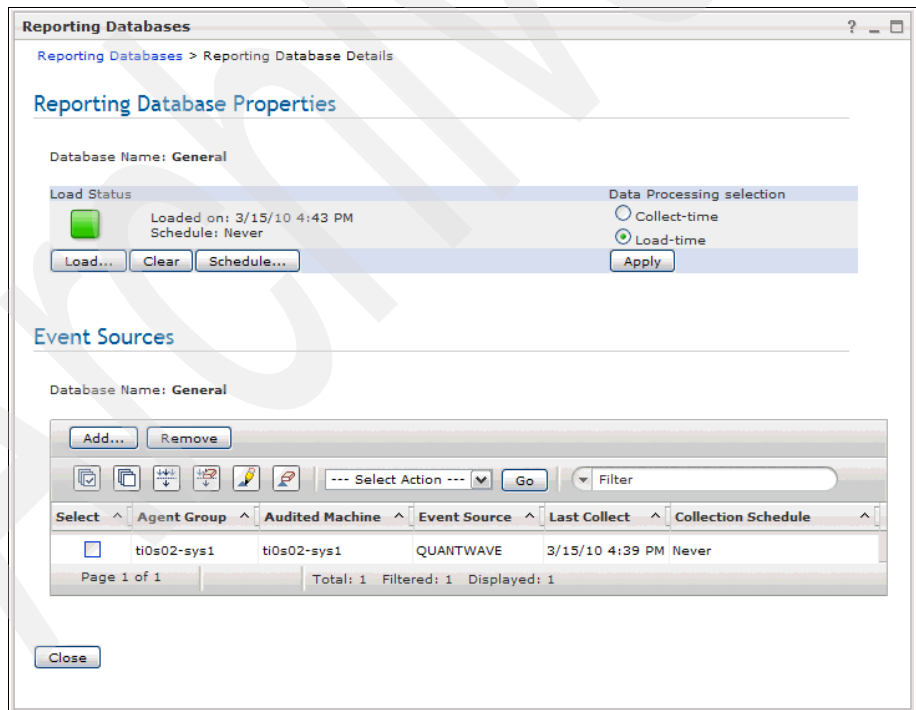 Reporting Databases ? _
Reporting Databases > Reporting Database Details
Reporting Database Properties
Database Name: General
Load Status Data Processing selection
Loaded on: 3/15/10 4:43 PM Collect-time
Schedule: Never Load-time
Load... Clear Schedule... Apply
Event Sources
Database Name: General
Add... Remove
--- Select Action --- Go Filter
Select ^ Agent Group ^ Audited Machine ^ Event Source ^ Last Collect ^ Collection Schedule ^
ti0s02-sys1 ti0s02-sys1 QUANTWAVE 3/15/10 4:39 PM Never
Page 1 of 1 Total: 1 Filtered: 1 Displayed: 1
Close